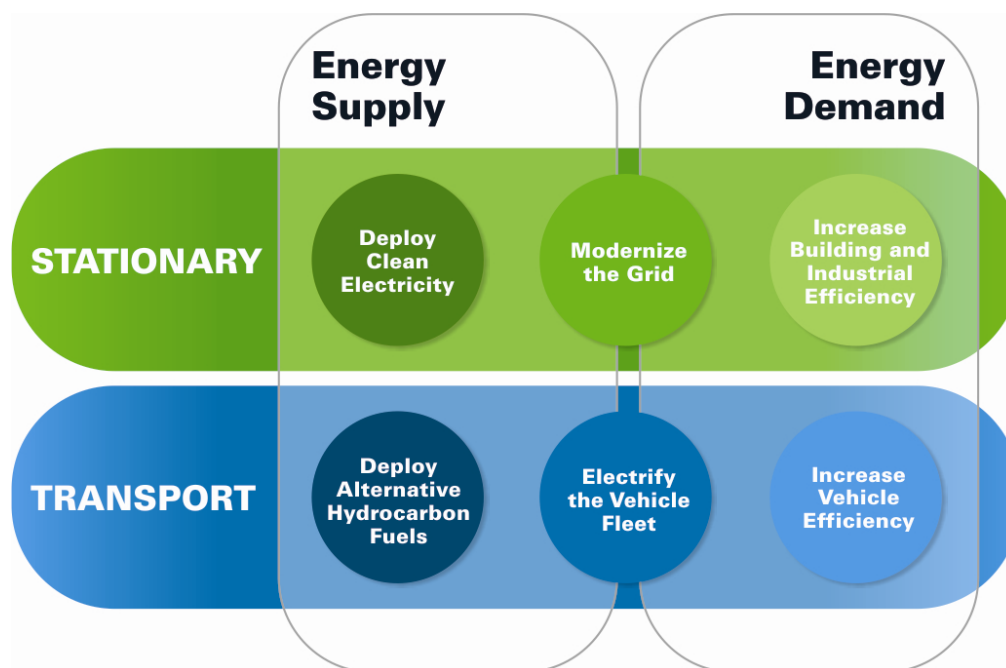 Energy
Supply
Energy
Demand
STATIONARY
Deploy
Clean
Electricity
Modernize
the Grid
Increase
Building and
Industrial
Efficiency
TRANSPORT
Deploy
Alternative
Hydrocarbon
Fuels
Electrify
the Vehicle
Fleet
Increase
Vehicle
Efficiency